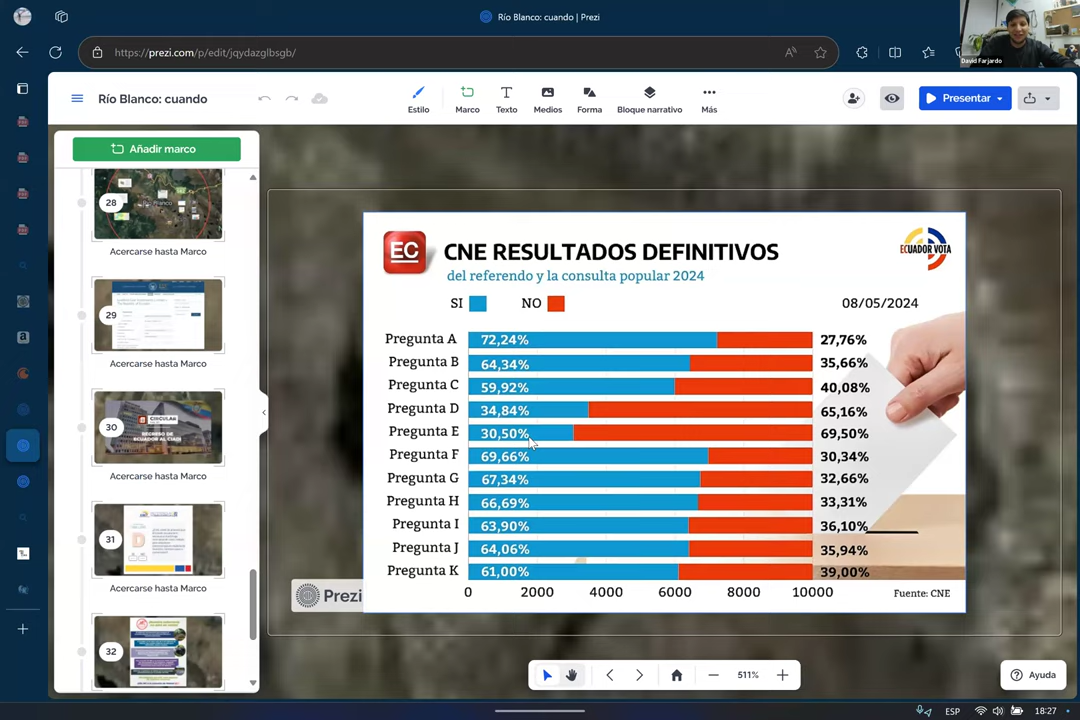 Río Blanco: cuando | Prezi
https://prezi.com/p/edit/jqydazglbsgb/
David Farjardo
Río Blanco: cuando
Estilo
Marco
Texto
Medios
Forma
Bloque narrativo
Más
Presentar
Añadir marco
28
Acercarse hasta Marco
29
Acercarse hasta Marco
30
REGRESO DE
ECUADOR AL CIADI
Acercarse hasta Marco
31
D
Acercarse hasta Marco
32
EC
CNE RESULTADOS DEFINITIVOS
del referendo y la consulta popular 2024
ECUADOR VOTA
SI NO 08/05/2024
Pregunta A 72,24% 27,76%
Pregunta B 64,34% 35,66%
Pregunta C 59,92% 40,08%
Pregunta D 34,84% 65,16%
Pregunta E 30,50% 69,50%
Pregunta F 69,66% 30,34%
Pregunta G 67,34% 32,66%
Pregunta H 66,69% 33,31%
Pregunta I 63,90% 36,10%
Pregunta J 64,06% 35,94%
Pregunta K 61,00% 39,00%
0 2000 4000 6000 8000 10000
Fuente: CNE
Prezi
511%
Ayuda
ESP
18:27